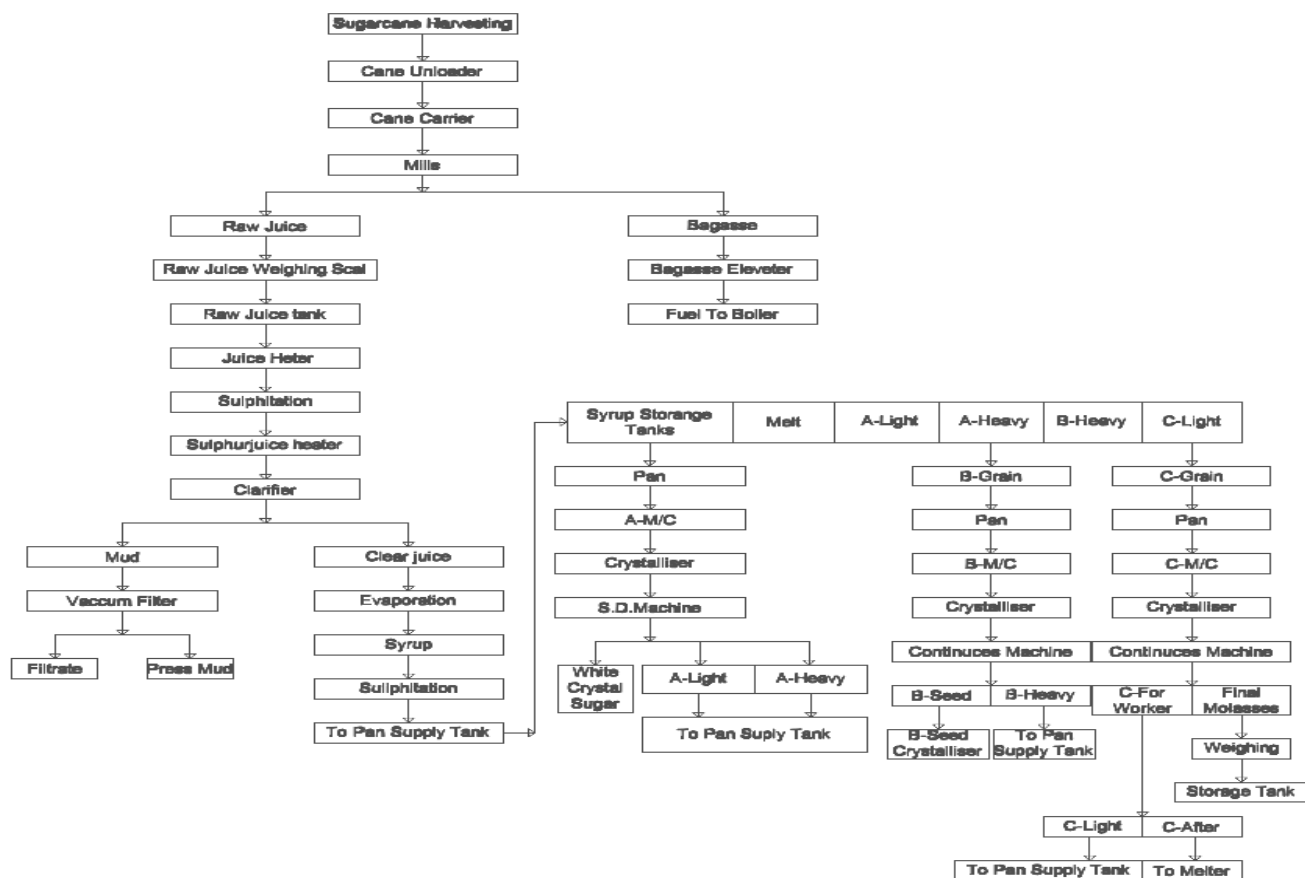 Sugarcane Harvesting
Cane Unloader
Cane Carrier
Mills
Raw Juice
Bagasse
Raw Juice Weighing Scal
Bagasse Eleveter
Raw Juice tank
Fuel To Boiler
Juice Heter
Sulphitation
Sulphurjuice heater
Clarifier
Mud
Clear juice
Vaccum Filter
Evaporation
Filtrate
Press Mud
Syrup
Suliphitation
To Pan Supply Tank
Syrup Storange
Tanks
Melt
A-Light
A-Heavy
B-Heavy
C-Light
Pan
B-Grain
C-Grain
A-M/C
Pan
Pan
Crystalliser
B-M/C
C-M/C
S.D.Machine
Crystalliser
Crystalliser
White
Crystal
Sugar
A-Light
A-Heavy
Continuces Machine
Continuces Machine
To Pan Suply Tank
B-Seed
B-Heavy
C-For
Worker
Final
Molasses
B-Seed
Crystalliser
To Pan
Supply Tank
Weighing
Storage Tank
C-Light
C-After
To Pan Supply Tank
To Melter